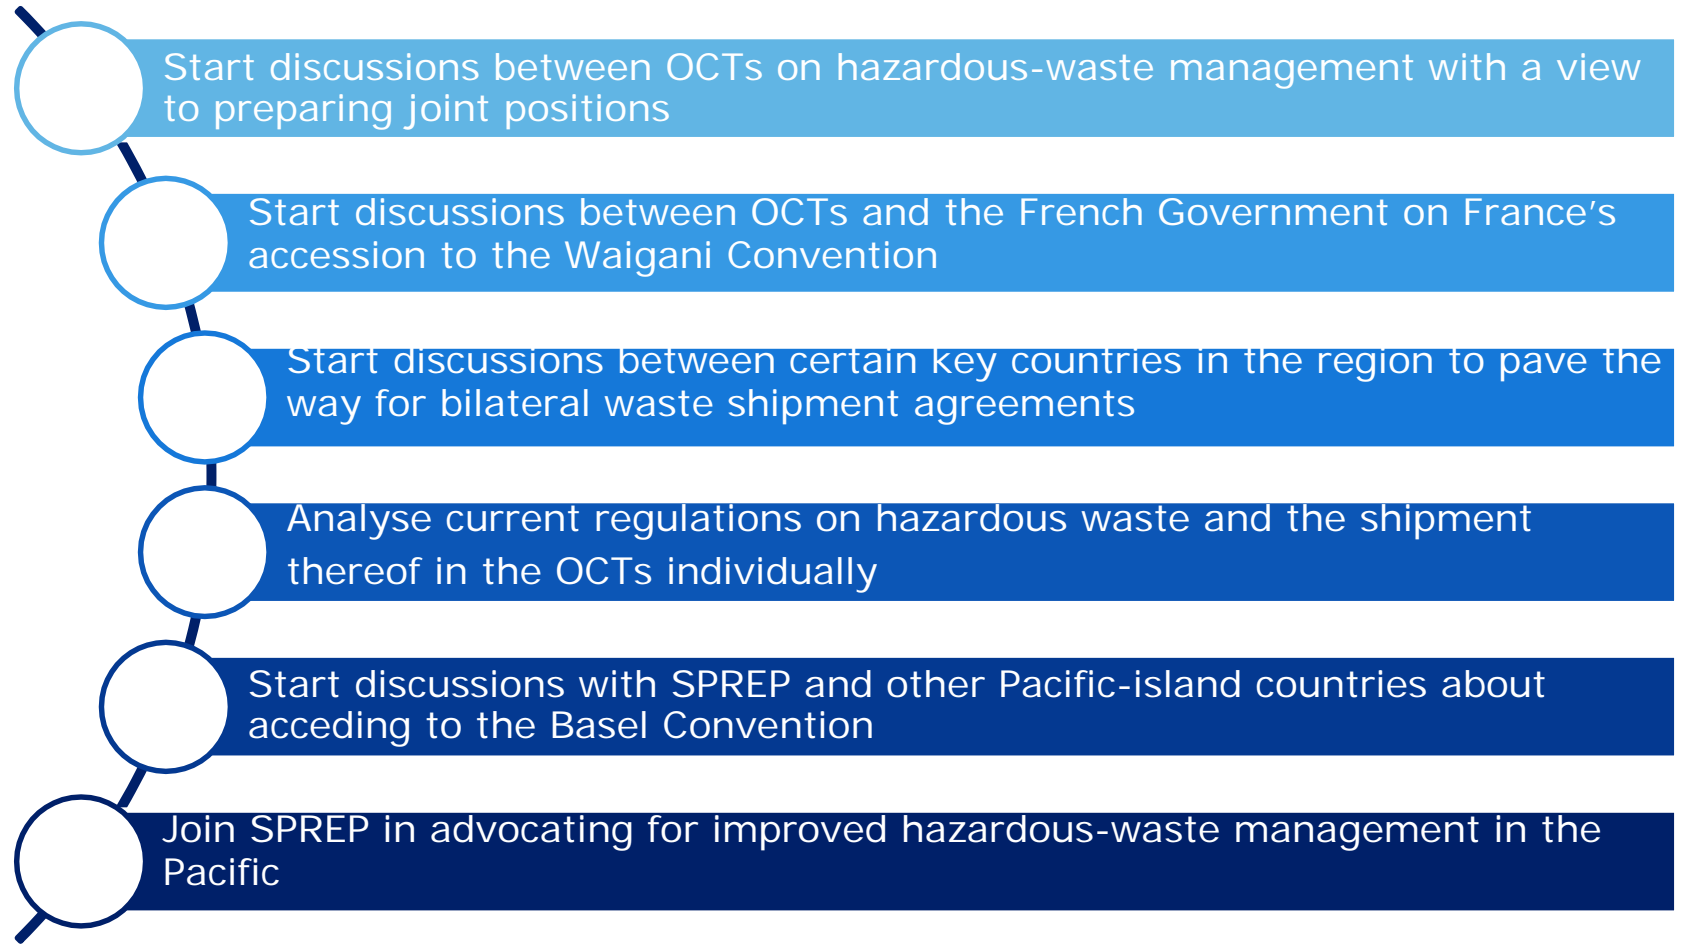 Start discussions between OCTs on hazardous-waste management with a view
to preparing joint positions
Start discussions between OCTs and the French Government on France’s
accession to the Waigani Convention
Start discussions between certain key countries in the region to pave the
way for bilateral waste shipment agreements
Analyse current regulations on hazardous waste and the shipment
thereof in the OCTs individually
Start discussions with SPREP and other Pacific-island countries about
acceding to the Basel Convention
Join SPREP in advocating for improved hazardous-waste management in the
Pacific